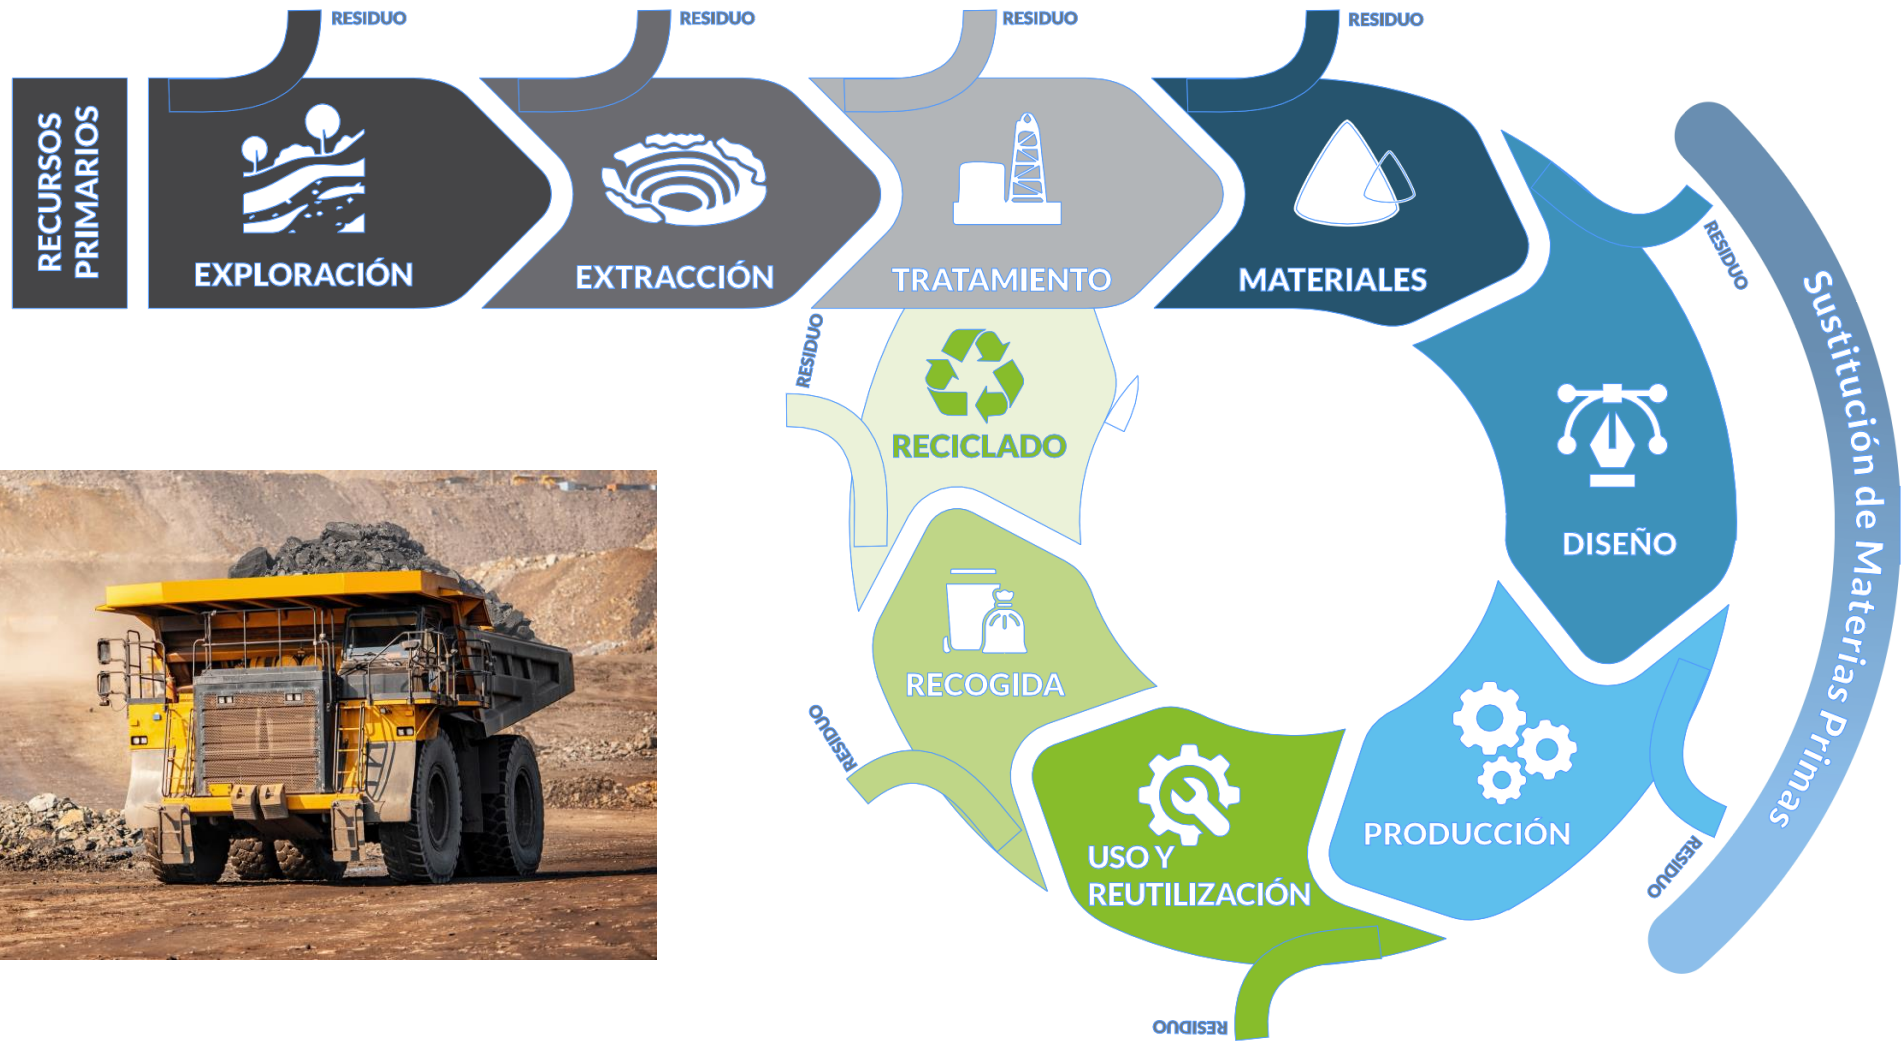 RESIDUO
RESIDUO
RESIDUO
RESIDUO
RECURSOS
PRIMARIOS
EXPLORACIÓN
EXTRACCIÓN
TRATAMIENTO
MATERIALES
RESIDUO
Sustitución de Materias Primas
RESIDUO
RECICLADO
DISEÑO
RECOGIDA
RESIDUO
PRODUCCIÓN
USO Y
REUTILIZACIÓN
RESIDUO
RESIDUO